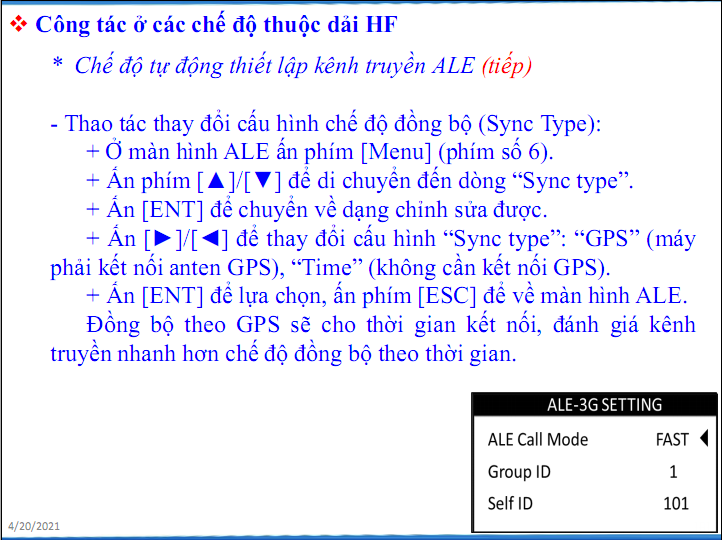 ❖ Công tác ở các chế độ thuộc dải HF
* Chế độ tự động thiết lập kênh truyền ALE (tiếp)
- Thao tác thay đổi cấu hình chế độ đồng bộ (Sync Type):
+ Ở màn hình ALE ấn phím [Menu] (phím số 6).
+ Ấn phím [▲]/[▼] để di chuyển đến dòng “Sync type”.
+ Ấn [ENT] để chuyển về dạng chỉnh sửa được.
+ Ấn [►]/[◄] để thay đổi cấu hình “Sync type”: “GPS” (máy
phải kết nối anten GPS), “Time” (không cần kết nối GPS).
+ Ấn [ENT] để lựa chọn, ấn phím [ESC] để về màn hình ALE.
Đồng bộ theo GPS sẽ cho thời gian kết nối, đánh giá kênh
truyền nhanh hơn chế độ đồng bộ theo thời gian.
ALE-3G SETTING
ALE Call Mode FAST ◄
Group ID 1
Self ID 101
4/20/2021